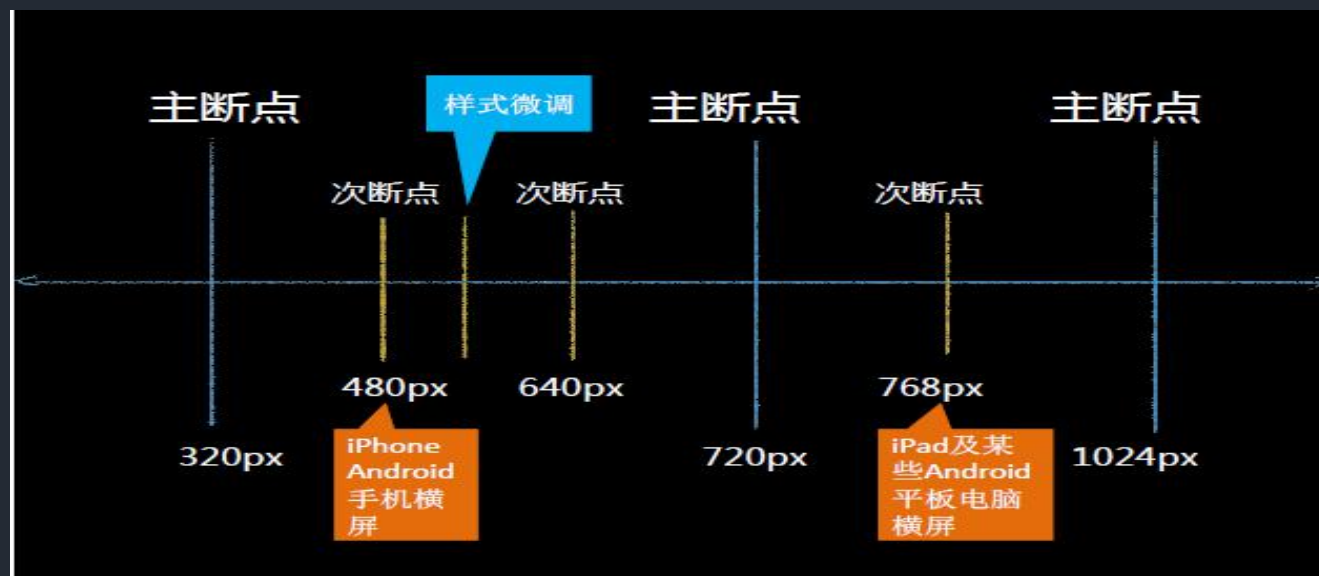 主断点
样式微调
主断点
主断点
次断点
次断点
次断点
480px
640px
768px
320px
iPhone
Android
手机横
屏
720px
iPad及某
些Android
平板电脑
横屏
1024px